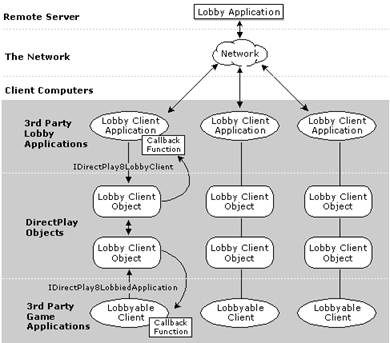 Remote Server
Lobby Application
The Network
Network
Client Computers
3rd Party
Lobby
Applications
Lobby Client
Application
Lobby Client
Application
Lobby Client
Application
Callback
Function
IDirectPlay8LobbyClient
DirectPlay
Objects
Lobby Client
Object
Lobby Client
Object
Lobby Client
Object
Lobby Client
Object
Lobby Client
Object
Lobby Client
Object
IDirectPlay8LobbiedApplication
3rd Party
Game
Applications
Lobbyable
Client
Lobbyable
Client
Lobbyable
Client
Callback
Function